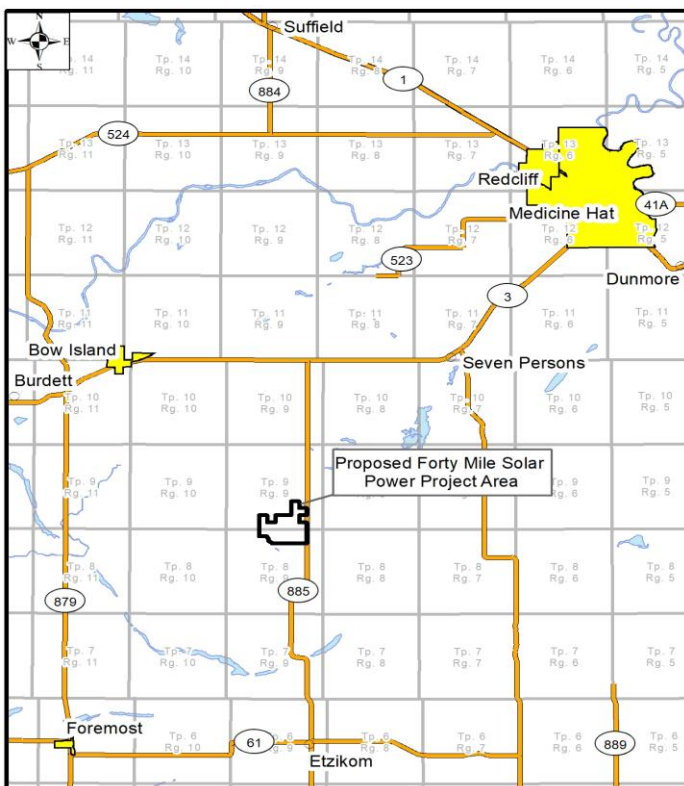 N
W E
S
Suffield
Tp. 14
Rg. 11
Tp. 14
Rg. 10
Tp. 14
Rg. 9
Tp. 14
Rg. 8
Tp. 14
Rg. 7
Tp. 14
Rg. 6
Tp. 14
Rg. 5
1
884
524
Tp. 13
Rg. 11
Tp. 13
Rg. 10
Tp. 13
Rg. 9
Tp. 13
Rg. 8
Tp. 13
Rg. 7
Tp. 13
Rg. 6
Tp. 13
Rg. 5
Redcliff
Medicine Hat
41A
Tp. 12
Rg. 11
Tp. 12
Rg. 10
Tp. 12
Rg. 9
Tp. 12
Rg. 8
Tp. 12
Rg. 7
Tp. 12
Rg. 6
12
Rg. 5
523
Dunmore
3
Tp. 11
Rg. 11
Tp. 11
Rg. 10
Tp. 11
Rg. 9
Tp. 11
Rg. 8
Tp. 11
Rg. 7
Tp. 11
Rg. 6
Tp. 11
Rg. 5
Bow Island
Seven Persons
Burdett
Tp. 10
Rg. 11
Tp. 10
Rg. 10
Tp. 10
Rg. 9
Tp. 10
Rg. 8
Tp. 10
Rg. 7
Tp. 10
Rg. 6
Tp. 10
Rg. 5
Proposed Forty Mile Solar
Power Project Area
Tp. 9
Rg. 11
Tp. 9
Rg. 10
Tp. 9
Rg. 9
Tp. 9
Rg. 6
Tp. 9
Rg. 5
Tp. 8
Rg. 11
Tp. 8
Rg. 10
Tp. 8
Rg. 9
Tp. 8
Rg. 8
Tp. 8
Rg. 7
Tp. 8
Rg. 6
Tp. 8
Rg. 5
879
885
Tp. 7
Rg. 11
Tp. 7
Rg. 10
Tp. 7
Rg. 9
Tp. 7
Rg. 8
Tp. 7
Rg. 7
Tp. 7
Rg. 6
Tp. 7
Rg. 5
Foremost
Tp. 6
Rg. 10
61
Tp. 6
Rg. 9
Tp. 6
Rg. 8
Tp. 6
Rg. 7
Tp. 6
Rg. 6
889
Tp. 6
Rg. 5
Etzikom